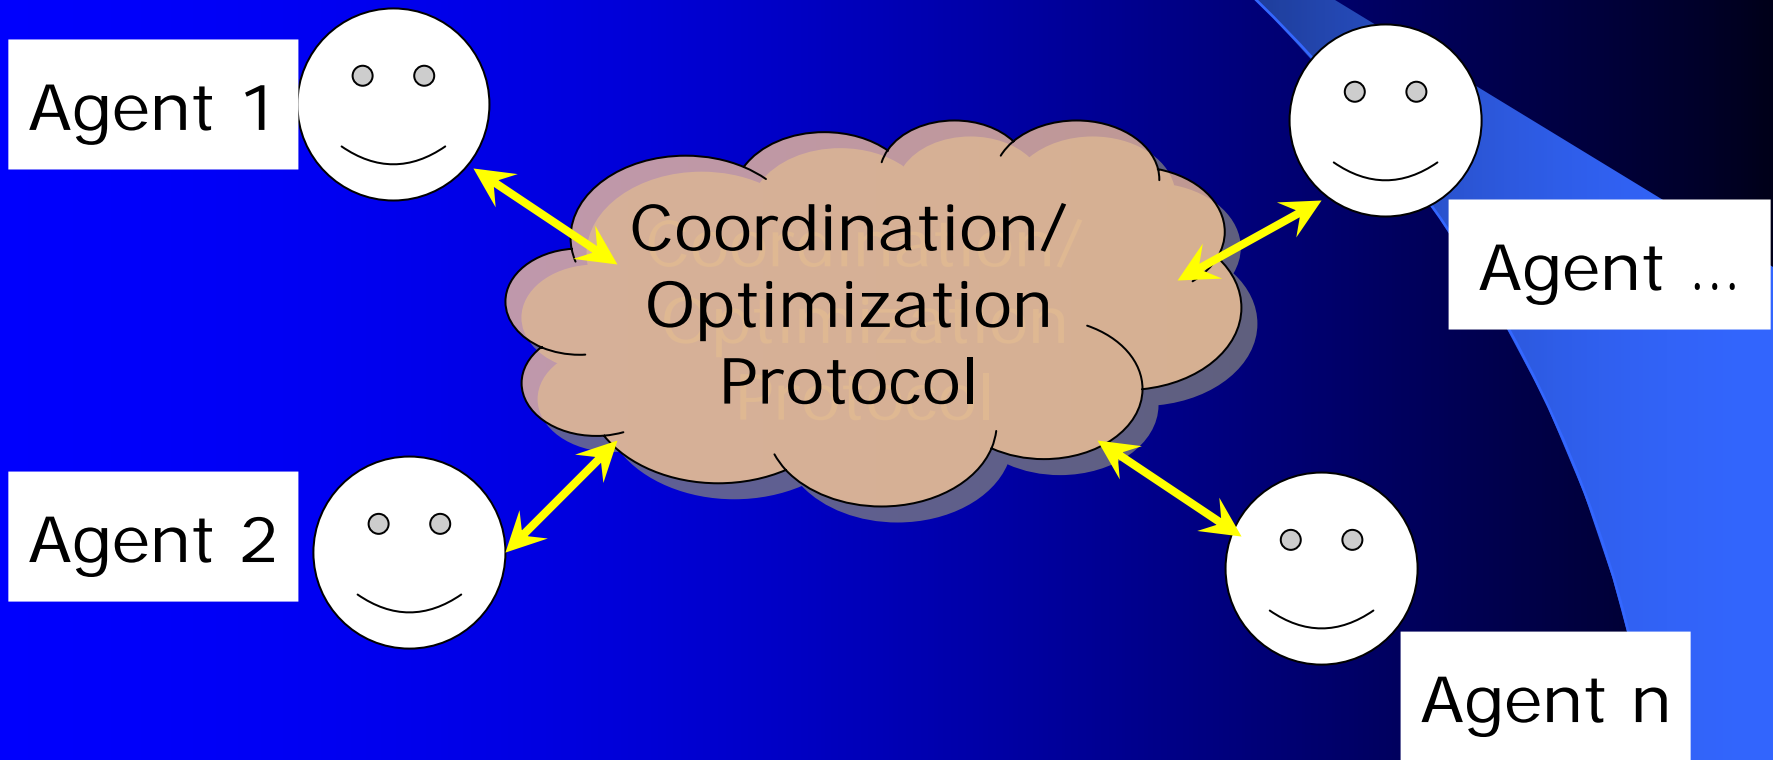 Agent 1
Coordination/
Optimization
Protocol
Agent ...
Agent 2
Agent n